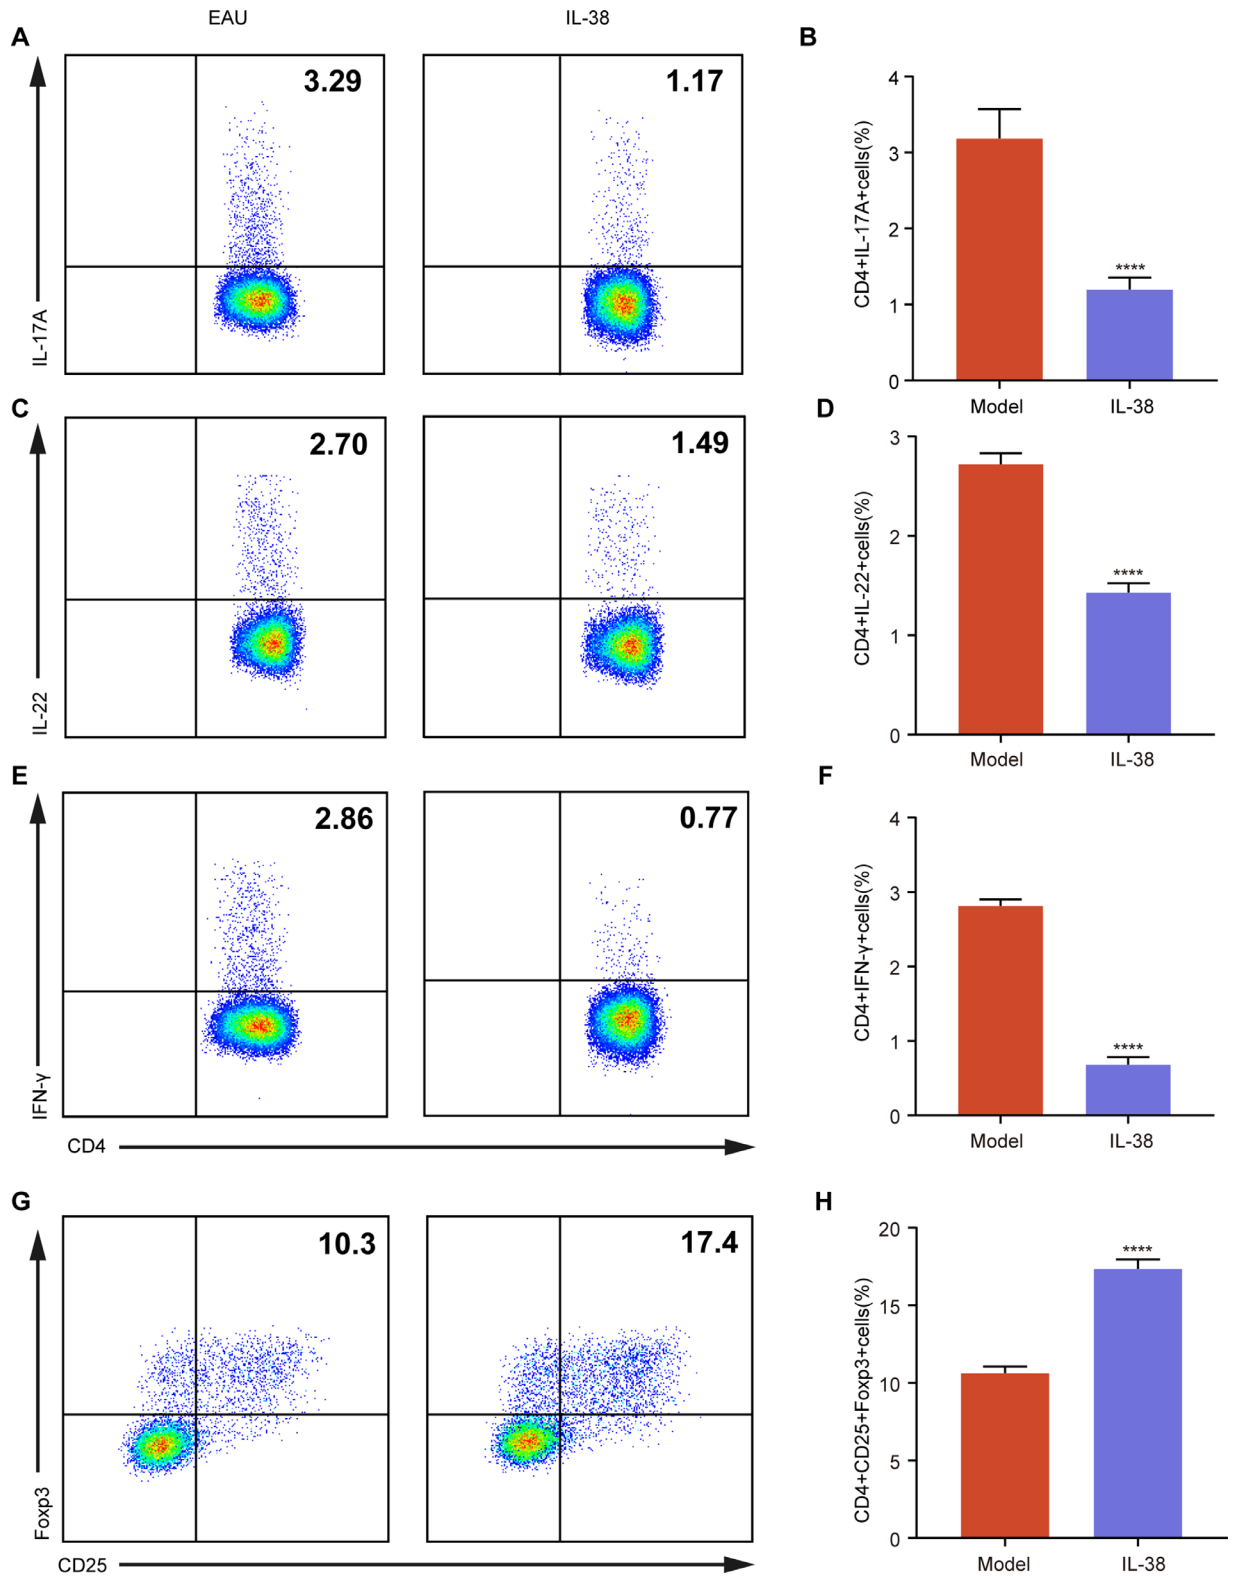 EAU IL-38
A
3.29
1.17
IL-17A
B
CD4+IL-17A+cells(%)
4
3
2
1
0
****
Model IL-38
C
2.70
1.49
IL-22
D
CD4+IL-22+cells(%)
3
2
1
0
****
Model IL-38
E
2.86
0.77
IFN-γ
CD4
F
CD4+IFN-γ+cells(%)
4
3
2
1
0
****
Model IL-38
G
10.3
17.4
Foxp3
CD25
H
CD4+CD25+Foxp3+cells(%)
20
15
10
5
0
****
Model IL-38